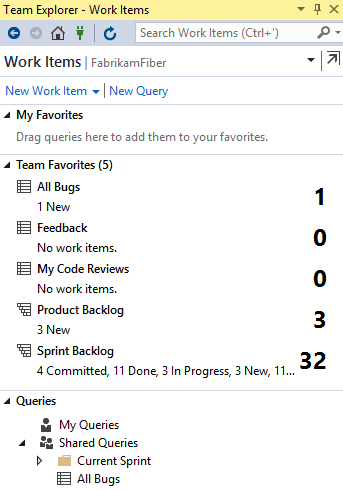 Team Explorer - Work Items
Search Work Items (Ctrl+')
Work Items | FabrikamFiber
New Work Item | New Query
My Favorites
Drag queries here to add them to your favorites.
Team Favorites (5)
All Bugs 1
1 New
Feedback 0
No work items.
My Code Reviews 0
No work items.
Product Backlog 3
3 New
Sprint Backlog 32
4 Committed, 11 Done, 3 In Progress, 3 New, 11...
Queries
My Queries
Shared Queries
Current Sprint
All Bugs